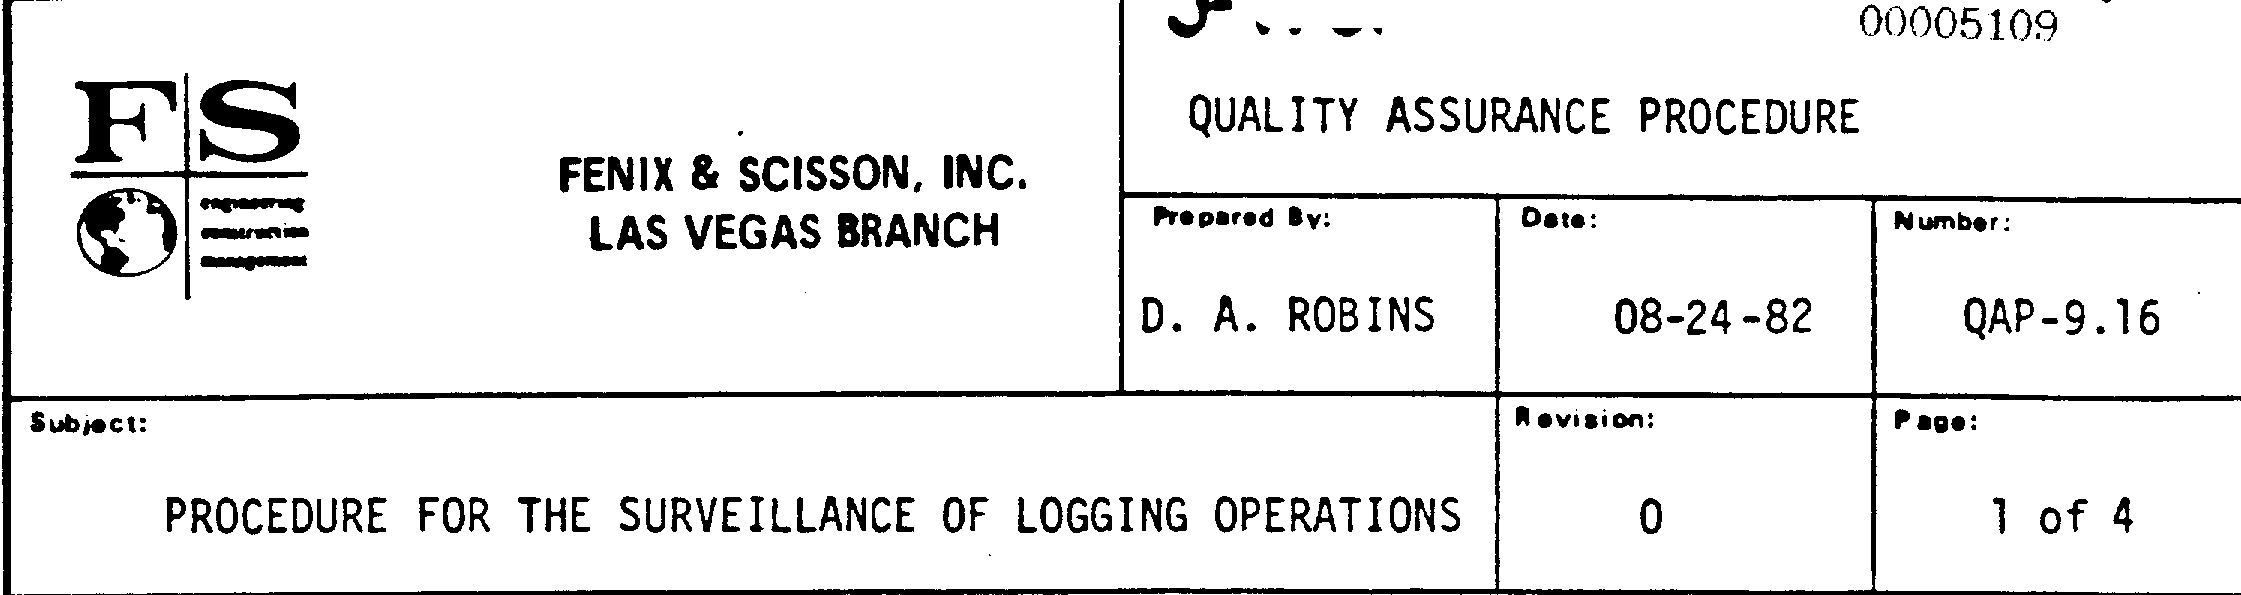 00005109
FS
engineering
construction
management
FENIX & SCISSON, INC.
LAS VEGAS BRANCH
QUALITY ASSURANCE PROCEDURE
Prepared By:
D. A. ROBINS
Date:
08-24-82
Number:
QAP-9.16
Subject:
PROCEDURE FOR THE SURVEILLANCE OF LOGGING OPERATIONS
Revision:
0
Page:
1 of 4